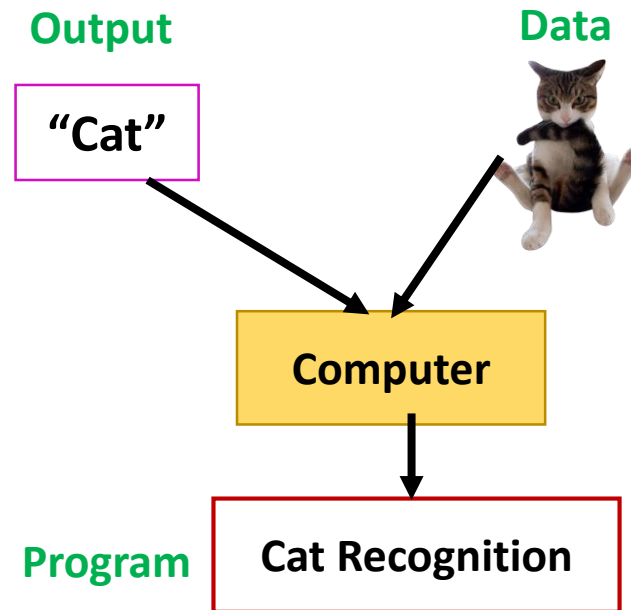 Output
Data
“Cat”
Computer
Program
Cat Recognition